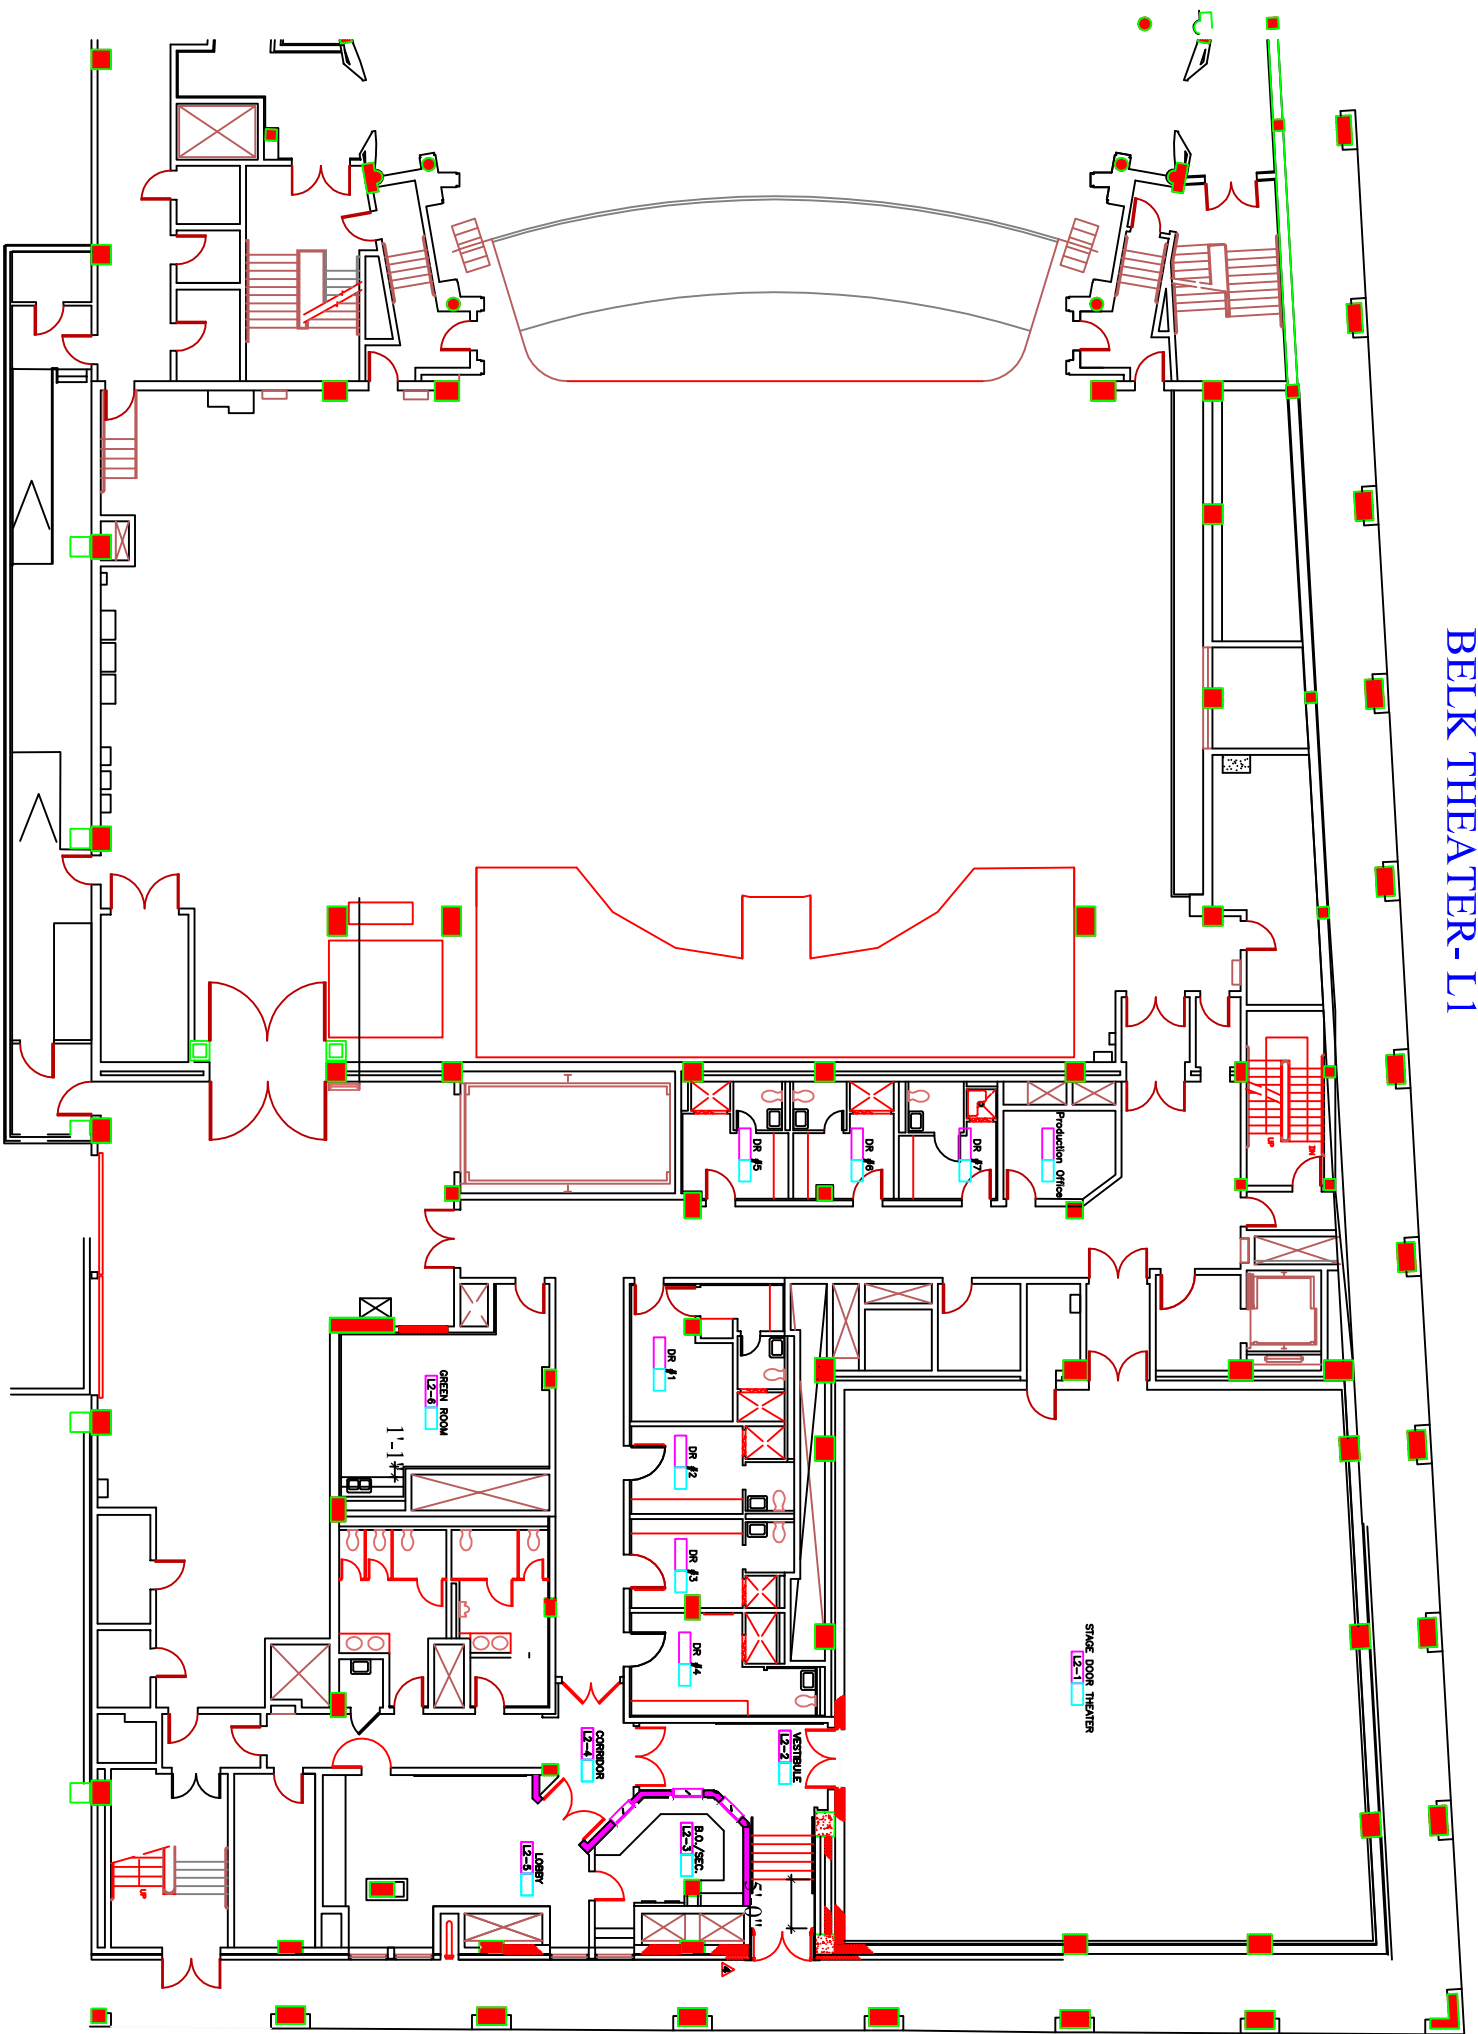 BELK THEATER- L1
UP
DN
Production Office
DR #7
DR #6
DR #5
DR #1
DR #2
DR #3
DR #4
GREEN ROOM
L2-6
1'-1"
STAGE DOOR THEATER
L2-1
VESTIBULE
L2-2
CORRIDOR
L2-4
B.O./SEC.
L2-3
LOBBY
L2-5
5'0"
UP